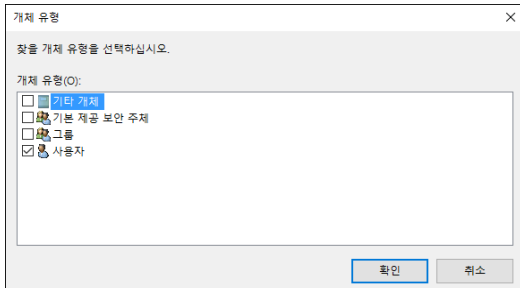 개체 유형
찾을 개체 유형을 선택하십시오.
개체 유형(O):
기타 개체
기본 제공 보안 주체
그룹
사용자
확인 취소